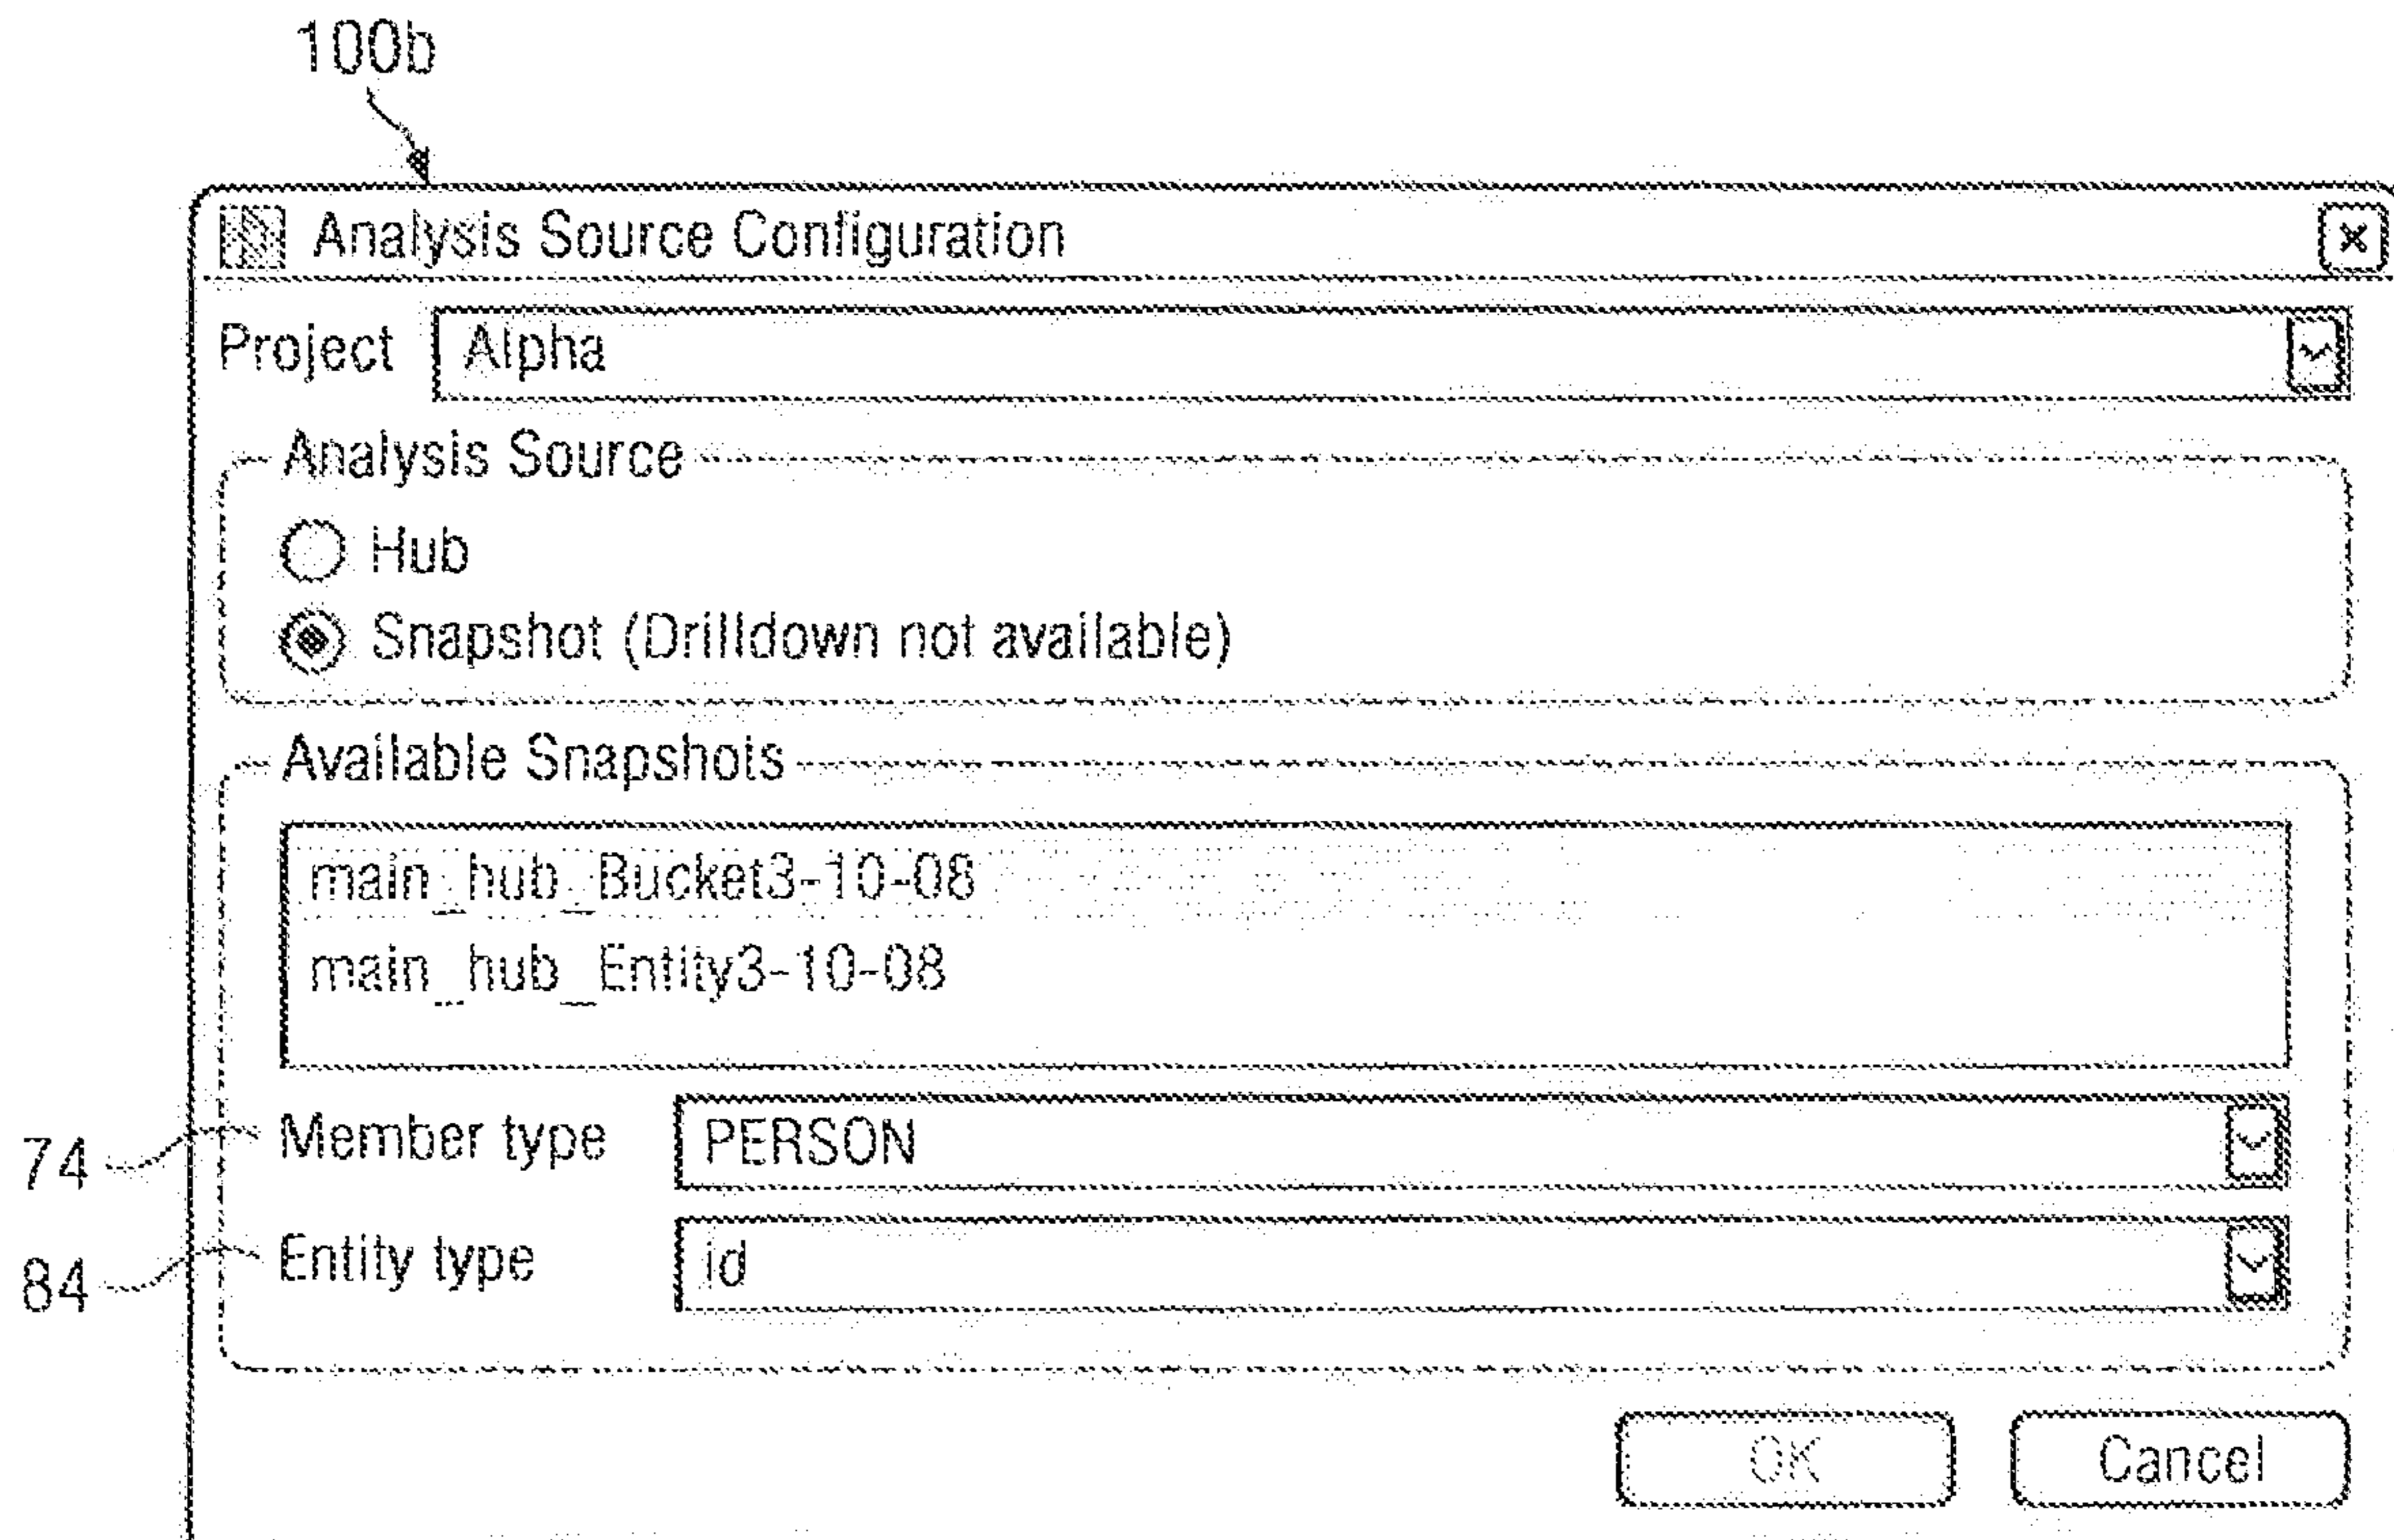 100b
Analysis Source Configuration
Project Alpha
Analysis Source
Hub
Snapshot (Drilldown not available)
Available Snapshots
main_hub_Bucket3-10-08
main_hub_Entity3-10-08
74 Member type PERSON
84 Entity type id
OK Cancel